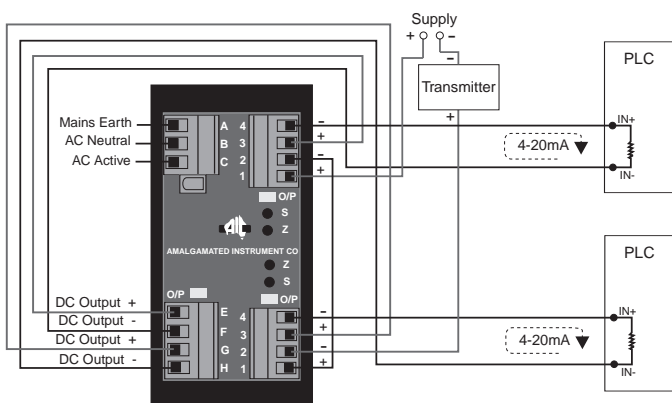 Supply
+ -
-
Transmitter
+
PLC
IN+
4-20mA
IN-
PLC
IN+
4-20mA
IN-
Mains Earth
AC Neutral
AC Active
A 4 -
B 3 +
C 2 -
1 +
O/P
S
Z
AIC
AMALGAMATED INSTRUMENT CO
Z
S
O/P
O/P
DC Output +
DC Output -
DC Output +
DC Output -
E 4 -
F 3 +
G 2 -
H 1 +